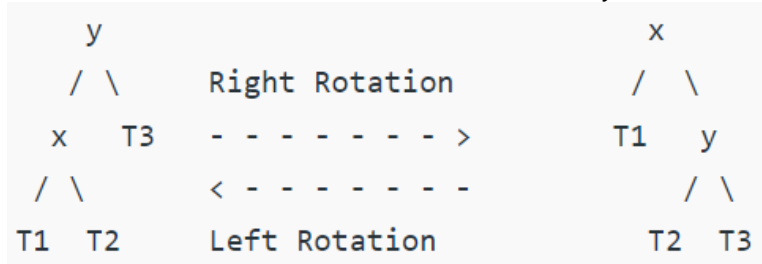 y x
/ \ Right Rotation / \
x T3 - - - - - - - > T1 y
/ \ < - - - - - - - / \
T1 T2 Left Rotation T2 T3